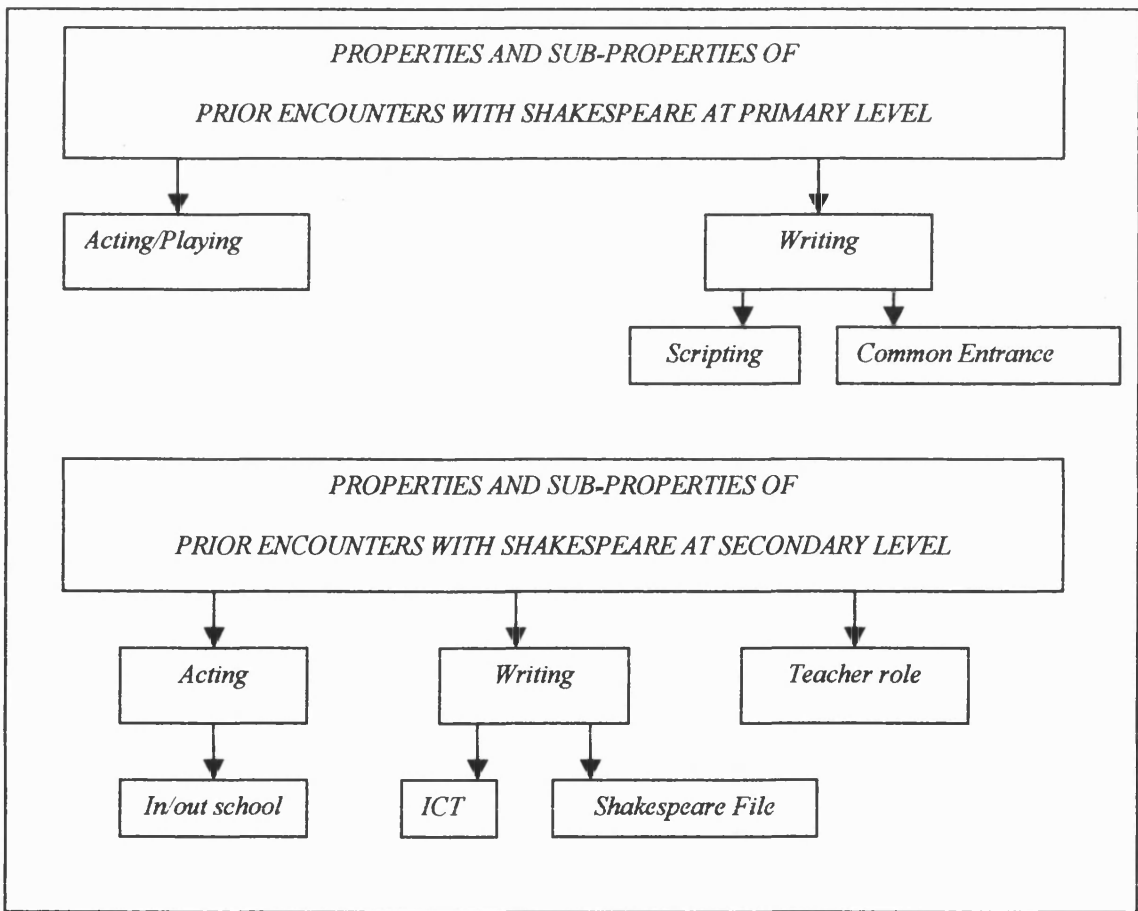 PROPERTIES AND SUB-PROPERTIES OF
PRIOR ENCOUNTERS WITH SHAKESPEARE AT PRIMARY LEVEL
Acting/Playing
Writing
Scripting
Common Entrance
PROPERTIES AND SUB-PROPERTIES OF
PRIOR ENCOUNTERS WITH SHAKESPEARE AT SECONDARY LEVEL
Acting
Writing
Teacher role
In/out school
ICT
Shakespeare File